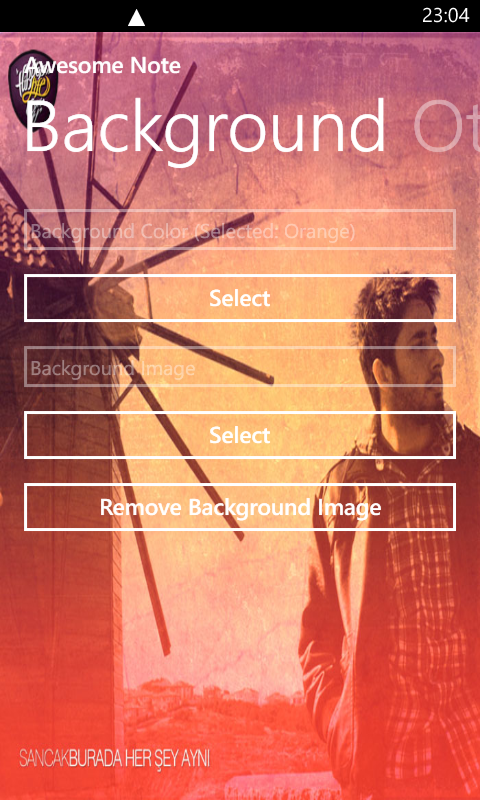 23:04
Awesome Note
Background Ot
Background Color (Selected: Orange)
Select
Background Image
Select
Remove Background Image
SANCAKBURADA HER ŞEY AYNI